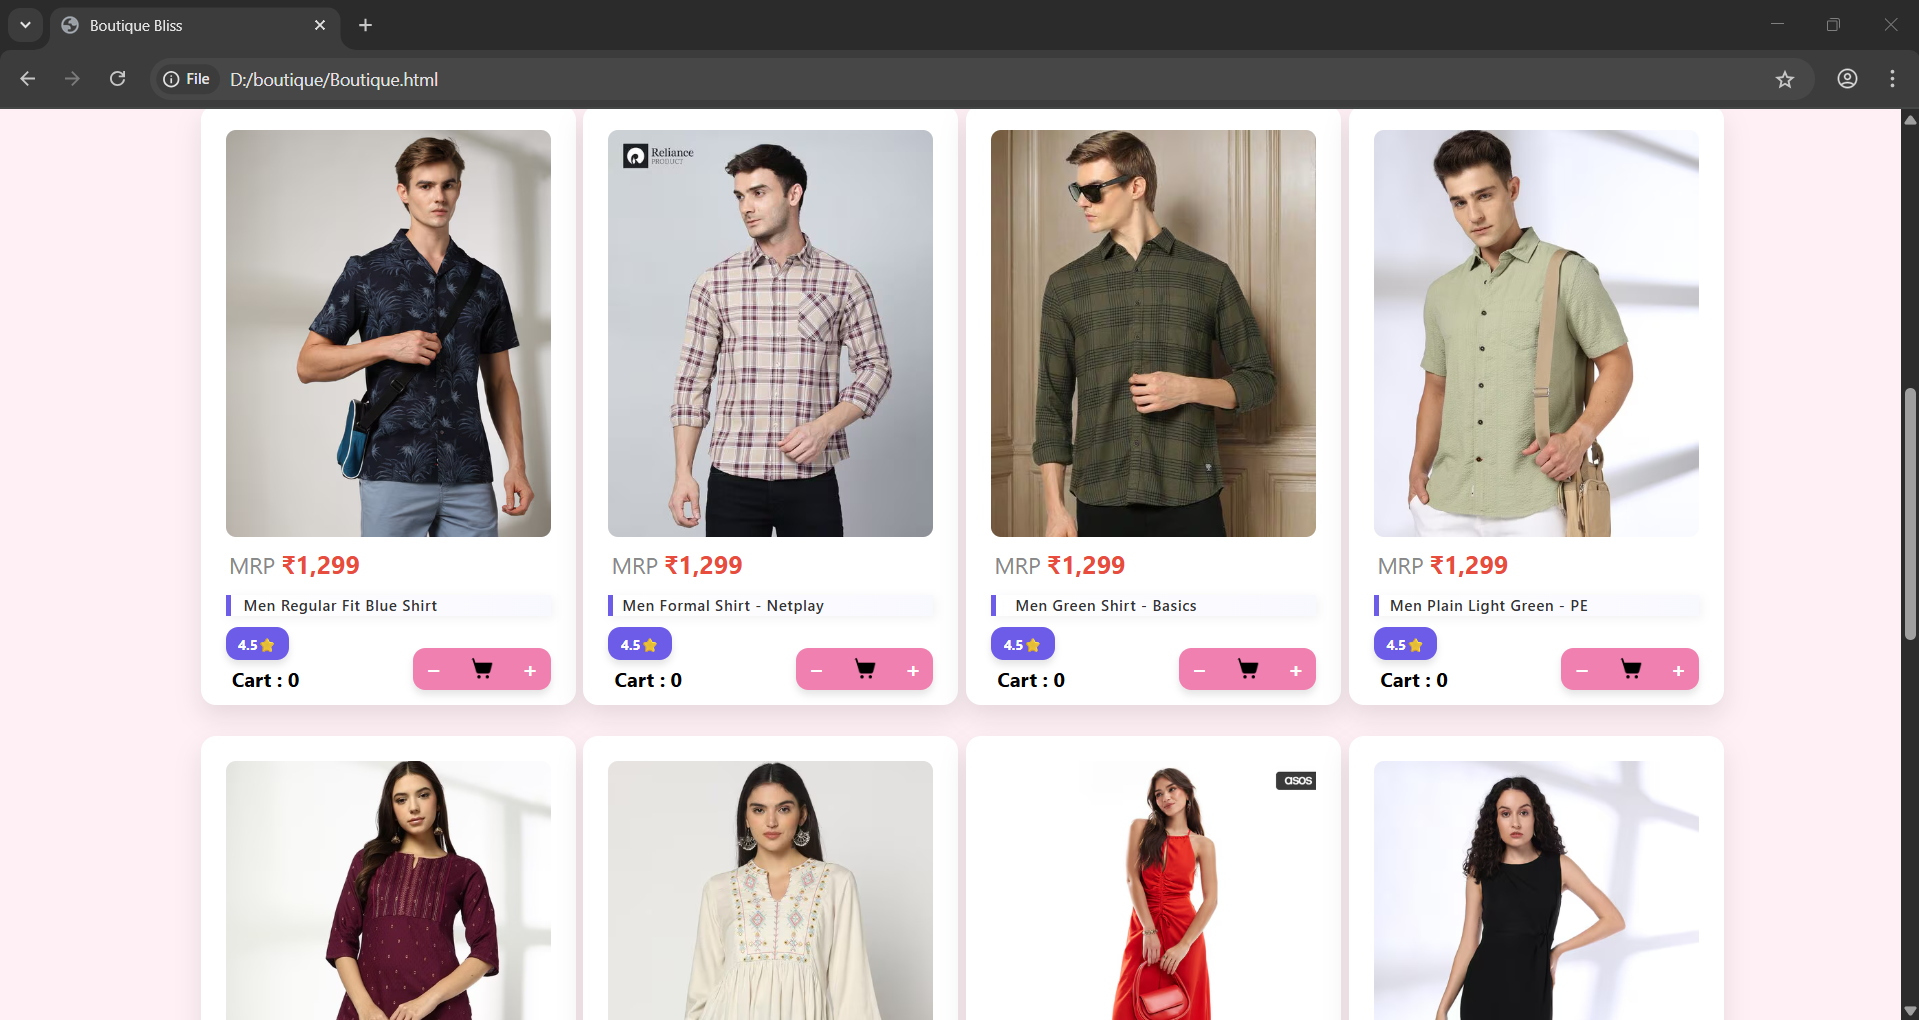 Boutique Bliss
File
D:/boutique/Boutique.html
Reliance
PRODUCT
MRP ₹1,299
MRP ₹1,299
MRP ₹1,299
MRP ₹1,299
Men Regular Fit Blue Shirt
Men Formal Shirt - Netplay
Men Green Shirt - Basics
Men Plain Light Green - PE
4.5⭐
4.5⭐
4.5⭐
4.5⭐
Cart : 0
− +
Cart : 0
− +
Cart : 0
− +
Cart : 0
− +
asos